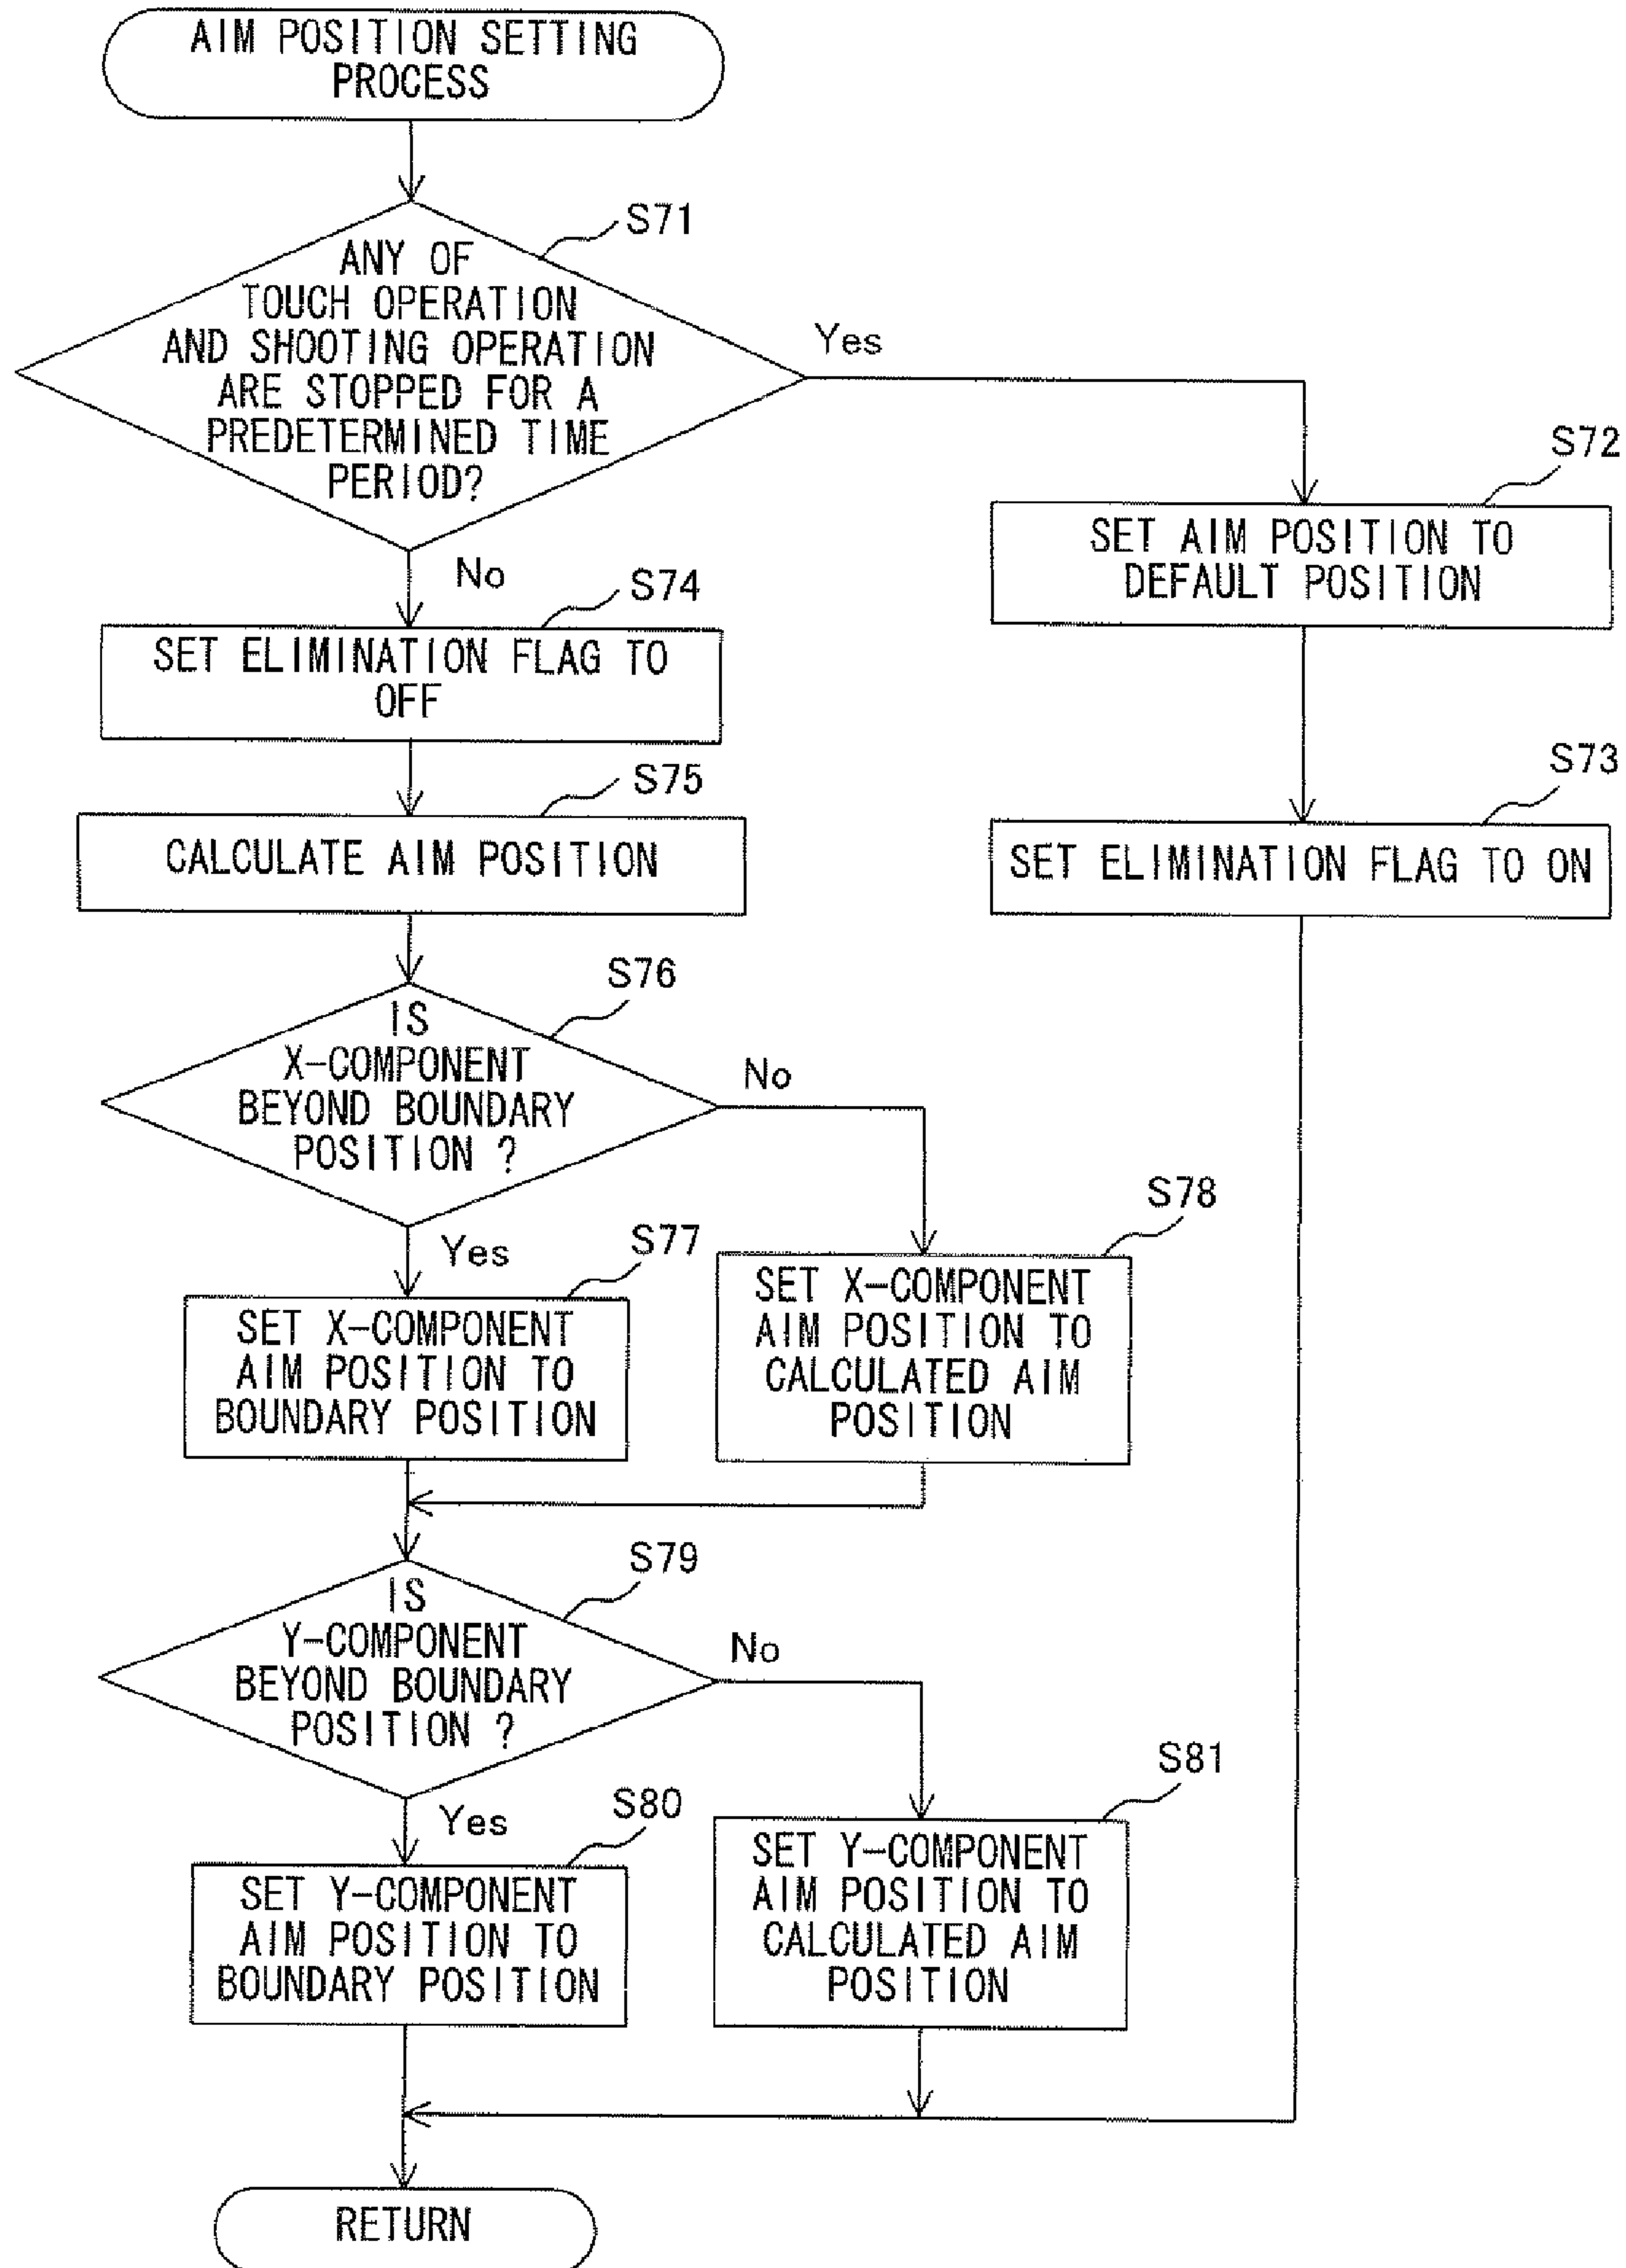 AIM POSITION SETTING
PROCESS
S71
ANY OF
TOUCH OPERATION
AND SHOOTING OPERATION
ARE STOPPED FOR A
PREDETERMINED TIME
PERIOD?
Yes
No
S72
SET AIM POSITION TO
DEFAULT POSITION
S73
SET ELIMINATION FLAG TO ON
S74
SET ELIMINATION FLAG TO
OFF
S75
CALCULATE AIM POSITION
S76
IS
X-COMPONENT
BEYOND BOUNDARY
POSITION ?
No
Yes
S77
SET X-COMPONENT
AIM POSITION TO
BOUNDARY POSITION
S78
SET X-COMPONENT
AIM POSITION TO
CALCULATED AIM
POSITION
S79
IS
Y-COMPONENT
BEYOND BOUNDARY
POSITION ?
No
Yes
S80
SET Y-COMPONENT
AIM POSITION TO
BOUNDARY POSITION
S81
SET Y-COMPONENT
AIM POSITION TO
CALCULATED AIM
POSITION
RETURN